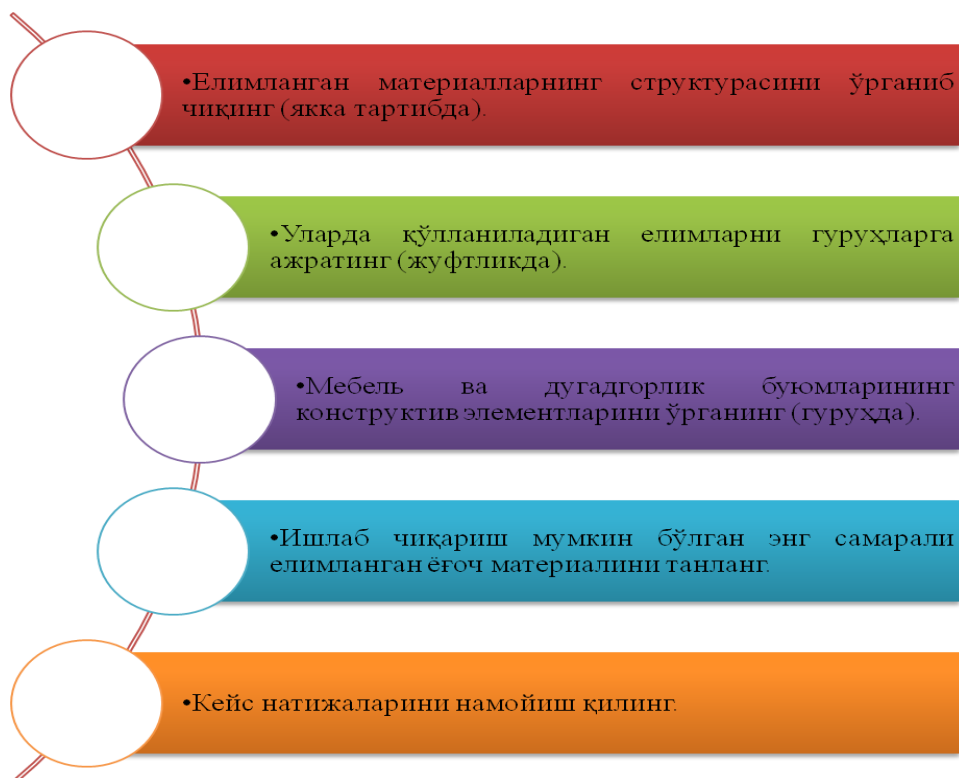 •Елимланган материалларнинг структурасини ўрганиб
чиқинг (якка тартибда).
•Уларда қўлланиладиган елимларни гуруҳларга
ажратинг (жуфтликда).
•Мебель ва дугадгорлик буюмларининг
конструктив элементларини ўрганинг (гуруҳда).
•Ишлаб чиқариш мумкин бўлган энг самарали
елимланган ёғоч материалини танланг.
•Кейс натижаларини намойиш қилинг.